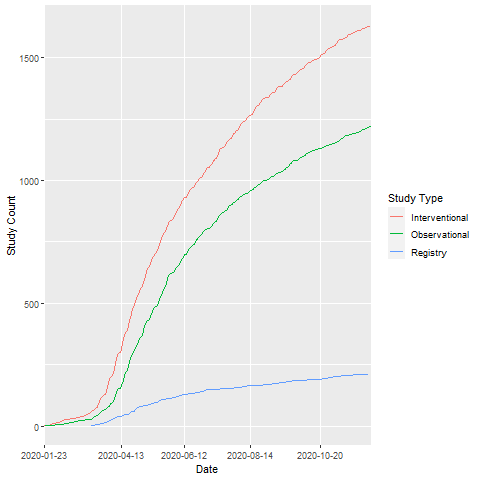 1500
1000
500
0
Study Count
2020-01-23 2020-04-13 2020-06-12 2020-08-14 2020-10-20
Date
Study Type
Interventional
Observational
Registry